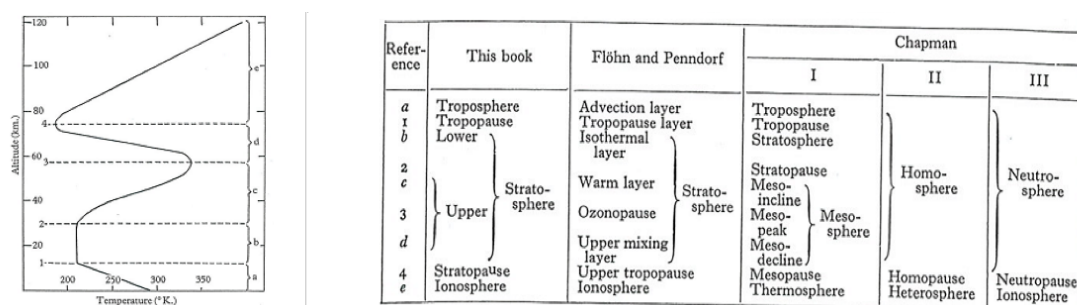 120
100
80
60
40
20
4
3
2
1
e
d
c
b
a
Altitude (km.)
200 250 300 350
Temperature (° K.)
Refer-
ence
This book
Flöhn and Penndorf
Chapman
I II III
a Troposphere Advection layer Troposphere
1 Tropopause Tropopause layer Tropopause
b Lower Isothermal Stratosphere
layer
2 Stratopause
Homo-
sphere
Neutro-
sphere
c Warm layer Meso-
incline
Upper
Strato-
sphere
Strato-
sphere
3 Ozonopause Meso-
peak
Meso-
sphere
d Upper mixing Meso-
layer decline
4 Stratopause Upper tropopause Mesopause Homopause Neutropause
e Ionosphere Ionosphere Thermosphere Heterosphere Ionosphere